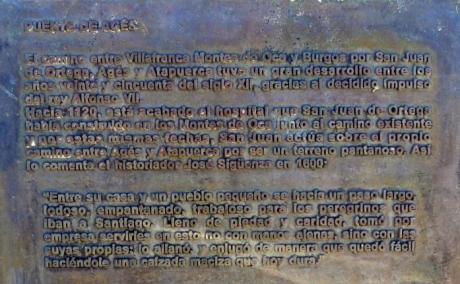 PUENTE DE AGÉS
El camino entre Villafranca Montes de Oca y Burgos por San Juan
de Ortega, Agés y Atapuerca tuvo un gran desarrollo entre los
años veinte y cincuenta del siglo XII, gracias al decidido impulso
del rey Alfonso VII.
Hacia 1120, está acabado el hospital que San Juan de Ortega
había construido en los Montes de Oca junto al camino existente
y por estas mismas fechas, San Juan actúa sobre el propio
camino entre Agés y Atapuerca por ser un terreno pantanoso. Así
lo comenta el historiador José Sigüenza en 1600:
"Entre su casa y un pueblo pequeño se hacía un paso largo,
lodoso, empantanado, trabajoso para los peregrinos que
iban a Santiago. Lleno de piedad y caridad, tomó por
empresa servirles en esto no con manos ajenas, sino con las
suyas propias; lo allanó, y enjugó de manera que quedó fácil
haciéndole una calzada maciza que hoy dura."